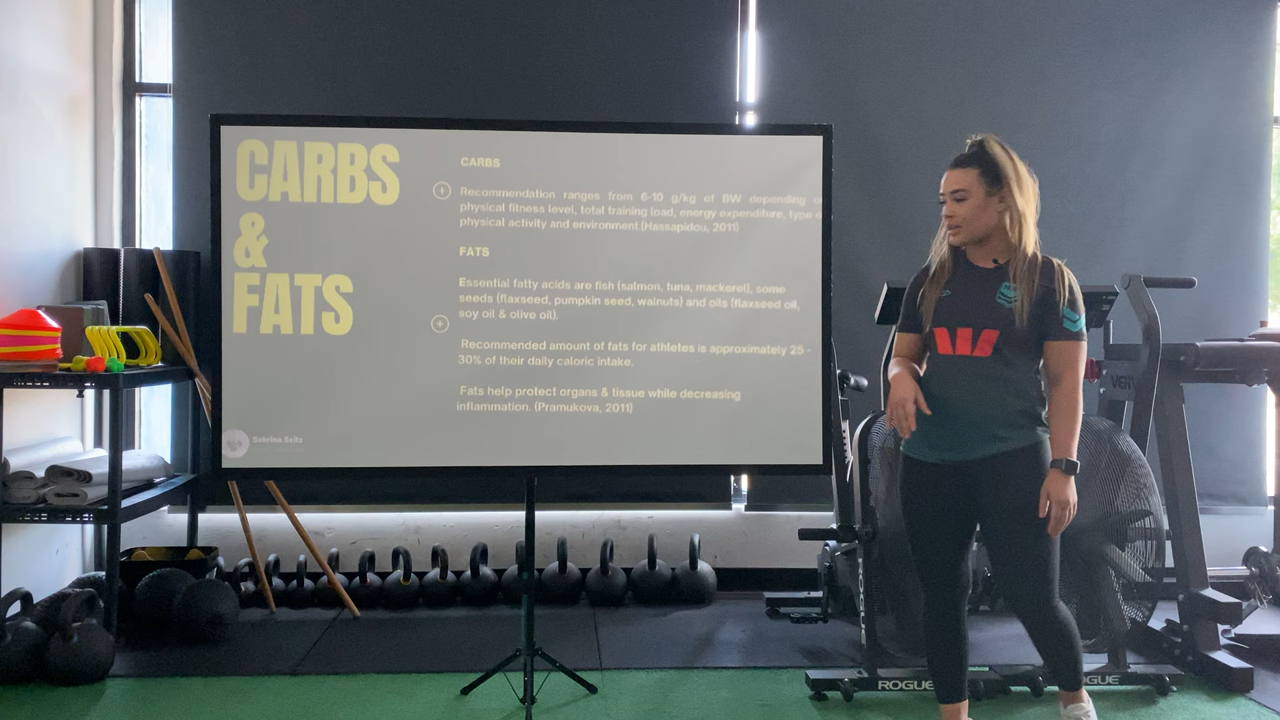 CARBS
&
FATS
CARBS
Recommendation ranges from 6-10 g/kg of BW depending
physical fitness level, total training load, energy expenditure, type
physical activity and environment.(Hassapidou, 2011)
FATS
Essential fatty acids are fish (salmon, tuna, mackerel), some
seeds (flaxseed, pumpkin seed, walnuts) and oils (flaxseed oil,
soy oil & olive oil).
Recommended amount of fats for athletes is approximately 25 -
30% of their daily caloric intake.
Fats help protect organs & tissue while decreasing
inflammation. (Pramukova, 2011)
Sabrina Seitz
ROGUE
ROGUE